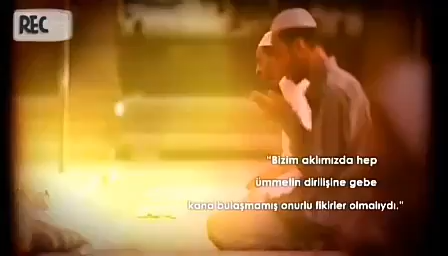 REC
"Bizim aklımızda hep
ümmetin dirilişine gebe
kana bulaşmamış onurlu fikirler olmalıydı."